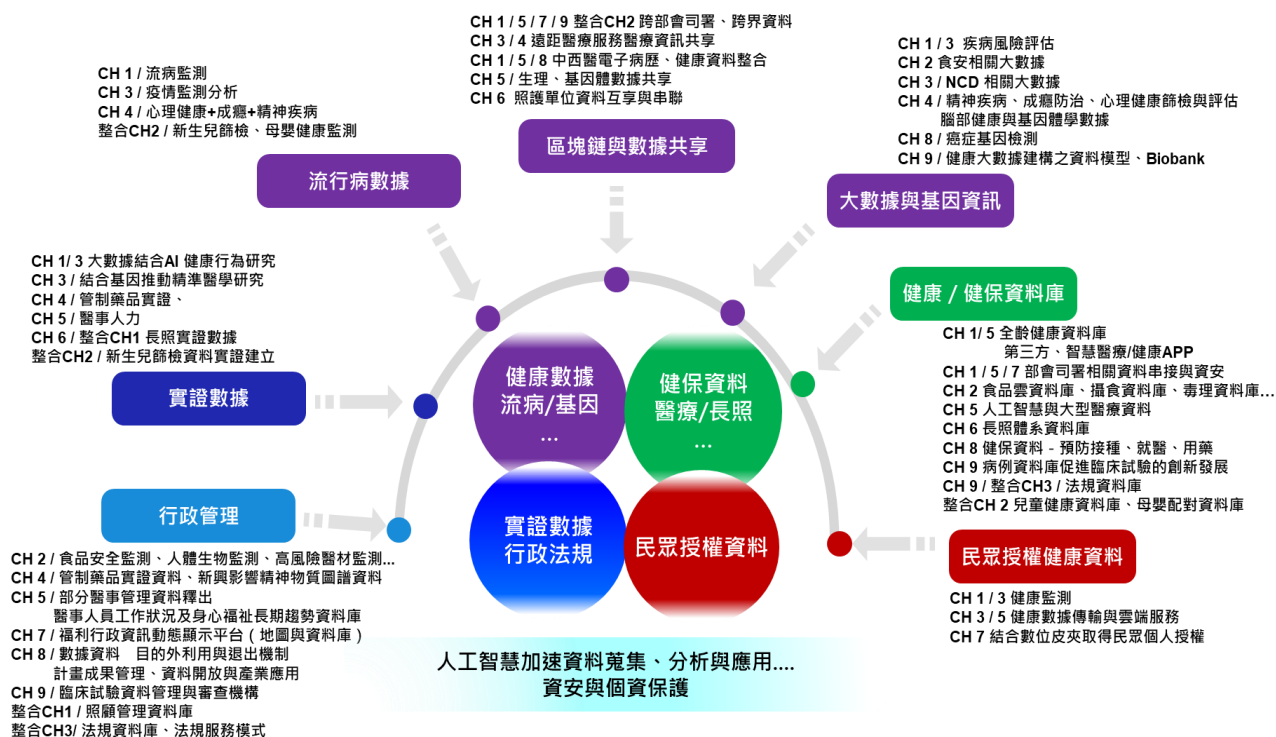 CH 1 / 5 / 7 / 9 整合CH2 跨部會司署、跨界資料
CH 3 / 4 遠距醫療服務醫療資訊共享
CH 1 / 5 / 8 中西醫電子病歷、健康資料整合
CH 5 / 生理、基因體數據共享
CH 6 照護單位資料互享與串聯
區塊鏈與數據共享
CH 1 / 流病監測
CH 3 / 疫情監測分析
CH 4 / 心理健康+成癮+精神疾病
整合CH2 / 新生兒篩檢、母嬰健康監測
流行病數據
CH 1 / 3 疾病風險評估
CH 2 食安相關大數據
CH 3 / NCD 相關大數據
CH 4 / 精神疾病、成癮防治、心理健康篩檢與評估
腦部健康與基因體學數據
CH 8 / 癌症基因檢測
CH 9 / 健康大數據建構之資料模型、Biobank
大數據與基因資訊
CH 1/ 3 大數據結合AI 健康行為研究
CH 3 / 結合基因推動精準醫學研究
CH 4 / 管制藥品實證、
CH 5 / 醫事人力
CH 6 / 整合CH1 長照實證數據
整合CH2 / 新生兒篩檢資料實證建立
實證數據
健康 / 健保資料庫
CH 1/ 5 全齡健康資料庫
第三方、智慧醫療/健康APP
CH 1 / 5 / 7 部會司署相關資料串接與資安
CH 2 食品雲資料庫、攝食資料庫、毒理資料庫...
CH 5 人工智慧與大型醫療資料
CH 6 長照體系資料庫
CH 8 健保資料 - 預防接種、就醫、用藥
CH 9 病例資料庫促進臨床試驗的創新發展
CH 9 / 整合CH3 / 法規資料庫
整合CH 2 兒童健康資料庫、母嬰配對資料庫
健康數據
流病/基因
...
健保資料
醫療/長照
...
實證數據
行政法規
民眾授權資料
行政管理
CH 2 / 食品安全監測、人體生物監測、高風險醫材監測...
CH 4 / 管制藥品實證資料、新興影響精神物質圖譜資料
CH 5 / 部分醫事管理資料釋出
醫事人員工作狀況及身心福祉長期趨勢資料庫
CH 7 / 福利行政資訊動態顯示平台 ( 地圖與資料庫 )
CH 8 / 數據資料 目的外利用與退出機制
計畫成果管理、資料開放與產業應用
CH 9 / 臨床試驗資料管理與審查機構
整合CH1 / 照顧管理資料庫
整合CH3/ 法規資料庫、法規服務模式
民眾授權健康資料
CH 1 / 3 健康監測
CH 3 / 5 健康數據傳輸與雲端服務
CH 7 結合數位皮夾取得民眾個人授權
人工智慧加速資料蒐集、分析與應用....
資安與個資保護